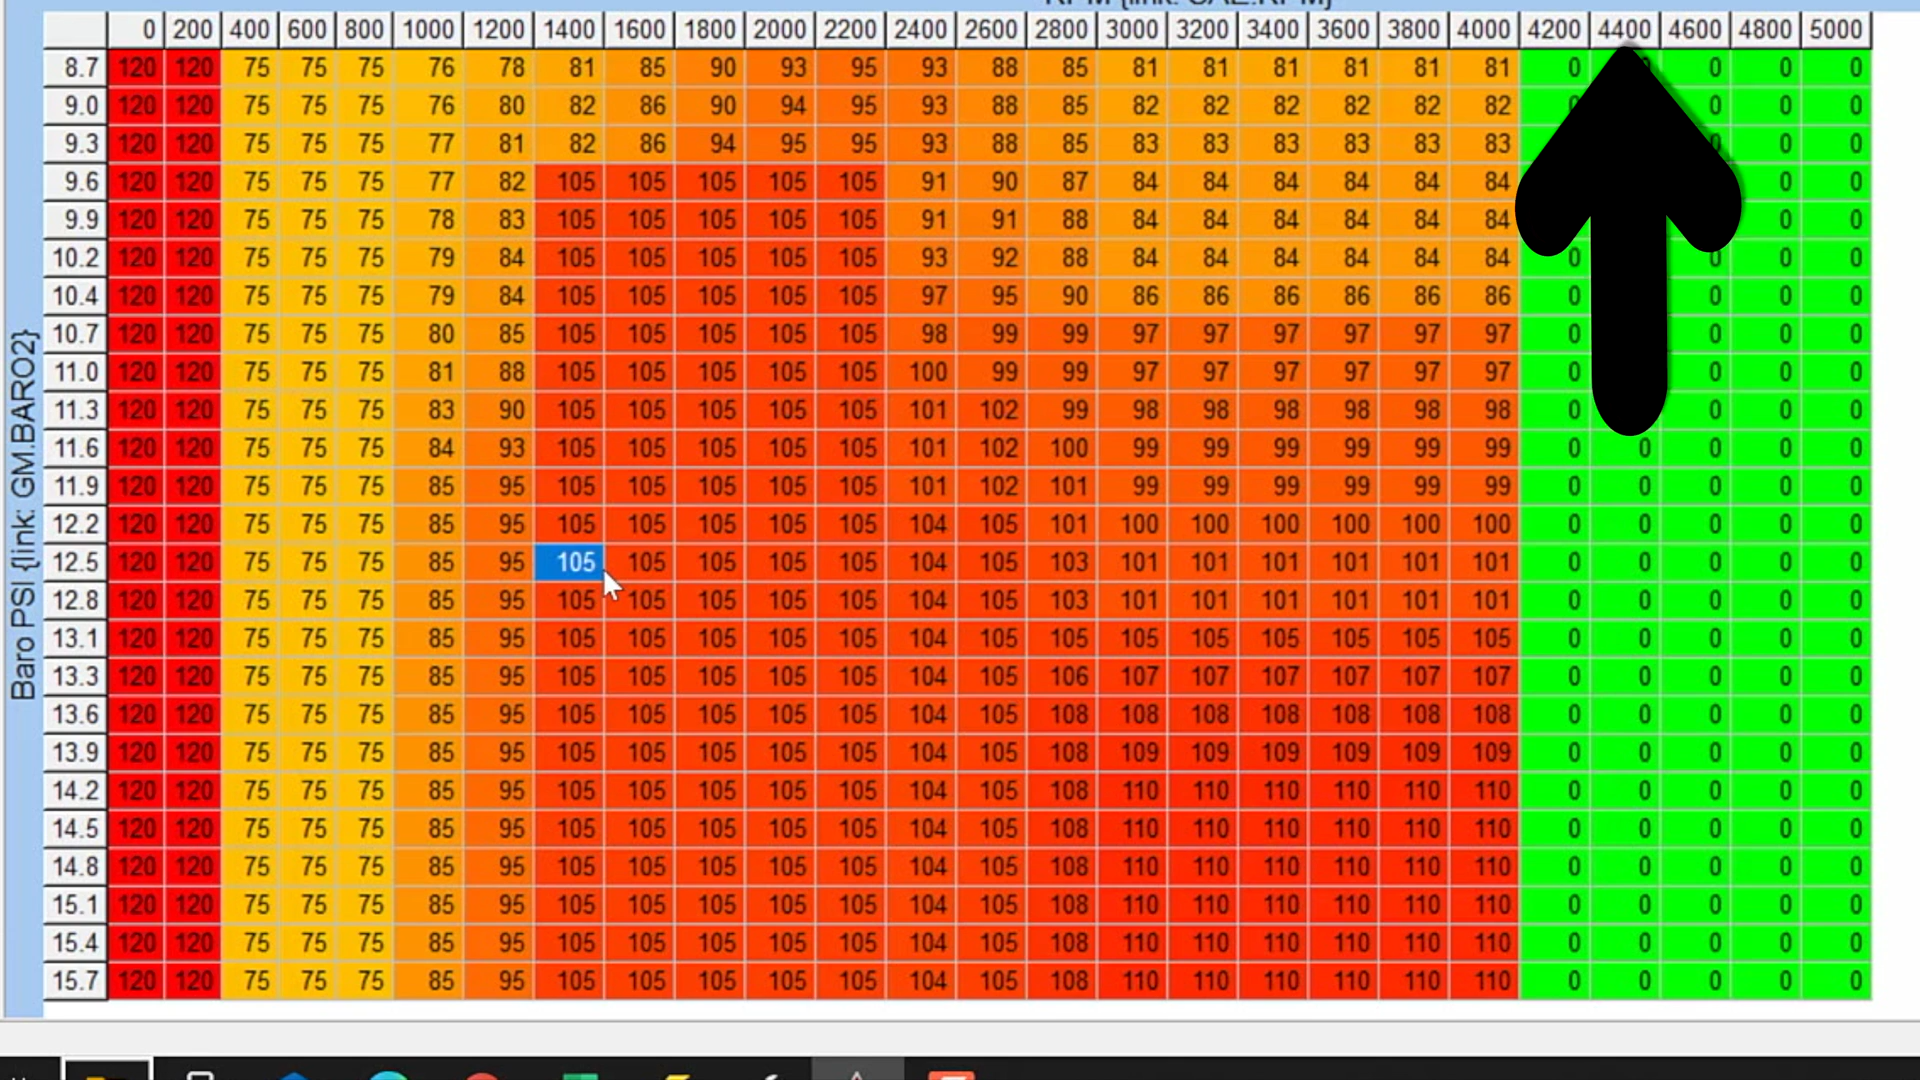 0 200 400 600 800 1000 1200 1400 1600 1800 2000 2200 2400 2600 2800 3000 3200 3400 3600 3800 4000 4200 4400 4600 4800 5000
Baro PSI {link: GM.BARO2}
8.7 120 120 75 75 75 76 78 81 85 90 93 95 93 88 85 81 81 81 81 81 81 0 0 0 0
9.0 120 120 75 75 75 76 80 82 86 90 94 95 93 88 85 82 82 82 82 82 82 0 0 0 0
9.3 120 120 75 75 75 77 81 82 86 94 95 95 93 88 85 83 83 83 83 83 83 0 0 0
9.6 120 120 75 75 75 77 82 105 105 105 105 105 91 90 87 84 84 84 84 84 84 0 0
9.9 120 120 75 75 75 78 83 105 105 105 105 105 91 91 88 84 84 84 84 84 84 0 0
10.2 120 120 75 75 75 79 84 105 105 105 105 105 93 92 88 84 84 84 84 84 84 0 0 0 0
10.4 120 120 75 75 75 79 84 105 105 105 105 105 97 95 90 86 86 86 86 86 86 0 0 0 0
10.7 120 120 75 75 75 80 85 105 105 105 105 105 98 99 99 97 97 97 97 97 97 0 0 0 0
11.0 120 120 75 75 75 81 88 105 105 105 105 105 100 99 99 97 97 97 97 97 97 0 0 0 0
11.3 120 120 75 75 75 83 90 105 105 105 105 105 101 102 99 98 98 98 98 98 98 0 0 0 0
11.6 120 120 75 75 75 84 93 105 105 105 105 105 101 102 100 99 99 99 99 99 99 0 0 0 0 0
11.9 120 120 75 75 75 85 95 105 105 105 105 105 101 102 101 99 99 99 99 99 99 0 0 0 0 0
12.2 120 120 75 75 75 85 95 105 105 105 105 105 104 105 101 100 100 100 100 100 100 0 0 0 0 0
12.5 120 120 75 75 75 85 95 105 105 105 105 105 104 105 103 101 101 101 101 101 101 0 0 0 0 0
12.8 120 120 75 75 75 85 95 105 105 105 105 105 104 105 103 101 101 101 101 101 101 0 0 0 0 0
13.1 120 120 75 75 75 85 95 105 105 105 105 105 104 105 105 105 105 105 105 105 105 0 0 0 0 0
13.3 120 120 75 75 75 85 95 105 105 105 105 105 104 105 106 107 107 107 107 107 107 0 0 0 0 0
13.6 120 120 75 75 75 85 95 105 105 105 105 105 104 105 108 108 108 108 108 108 108 0 0 0 0 0
13.9 120 120 75 75 75 85 95 105 105 105 105 105 104 105 108 109 109 109 109 109 109 0 0 0 0 0
14.2 120 120 75 75 75 85 95 105 105 105 105 105 104 105 108 110 110 110 110 110 110 0 0 0 0 0
14.5 120 120 75 75 75 85 95 105 105 105 105 105 104 105 108 110 110 110 110 110 110 0 0 0 0 0
14.8 120 120 75 75 75 85 95 105 105 105 105 105 104 105 108 110 110 110 110 110 110 0 0 0 0 0
15.1 120 120 75 75 75 85 95 105 105 105 105 105 104 105 108 110 110 110 110 110 110 0 0 0 0 0
15.4 120 120 75 75 75 85 95 105 105 105 105 105 104 105 108 110 110 110 110 110 110 0 0 0 0 0
15.7 120 120 75 75 75 85 95 105 105 105 105 105 104 105 108 110 110 110 110 110 110 0 0 0 0 0